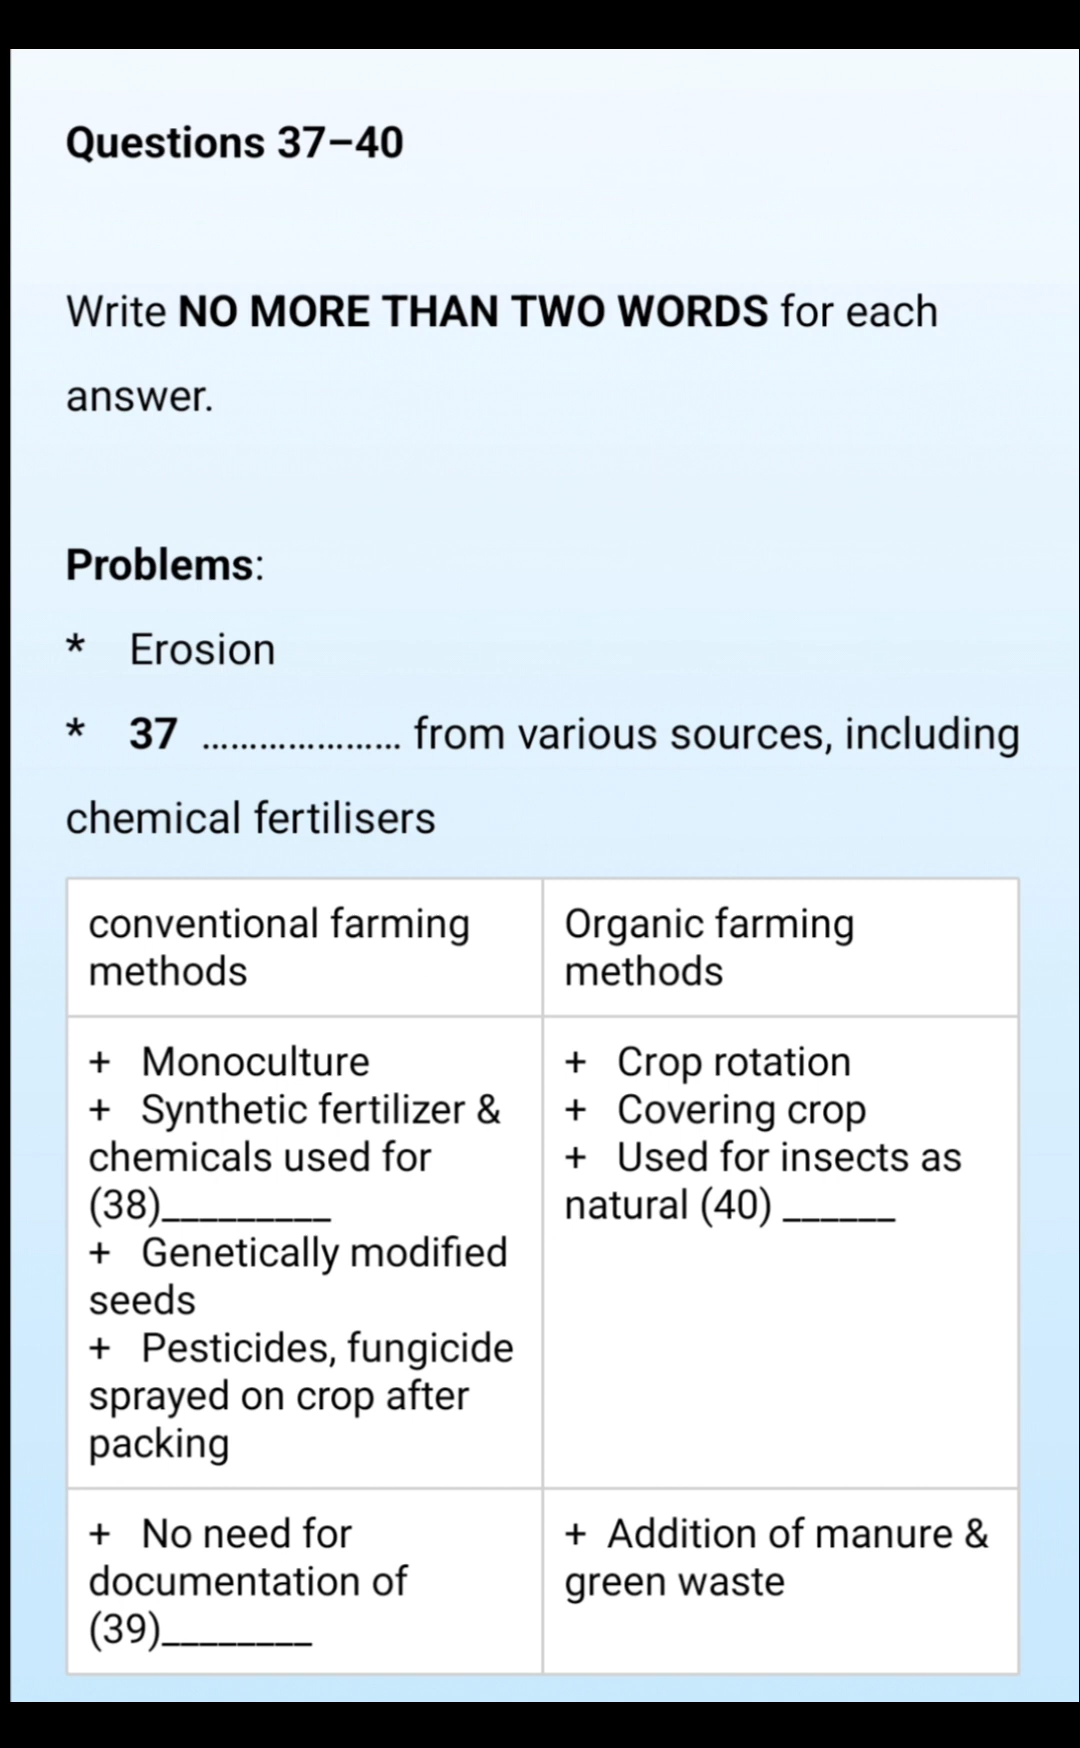 Questions 37–40
Write NO MORE THAN TWO WORDS for each
answer.
Problems:
* Erosion
* 37 ..................... from various sources, including
chemical fertilisers
conventional farming
methods
Organic farming
methods
+ Monoculture
+ Synthetic fertilizer &
chemicals used for
(38)_________
+ Genetically modified
seeds
+ Pesticides, fungicide
sprayed on crop after
packing
+ Crop rotation
+ Covering crop
+ Used for insects as
natural (40) ______
+ No need for
documentation of
(39)________
+ Addition of manure &
green waste